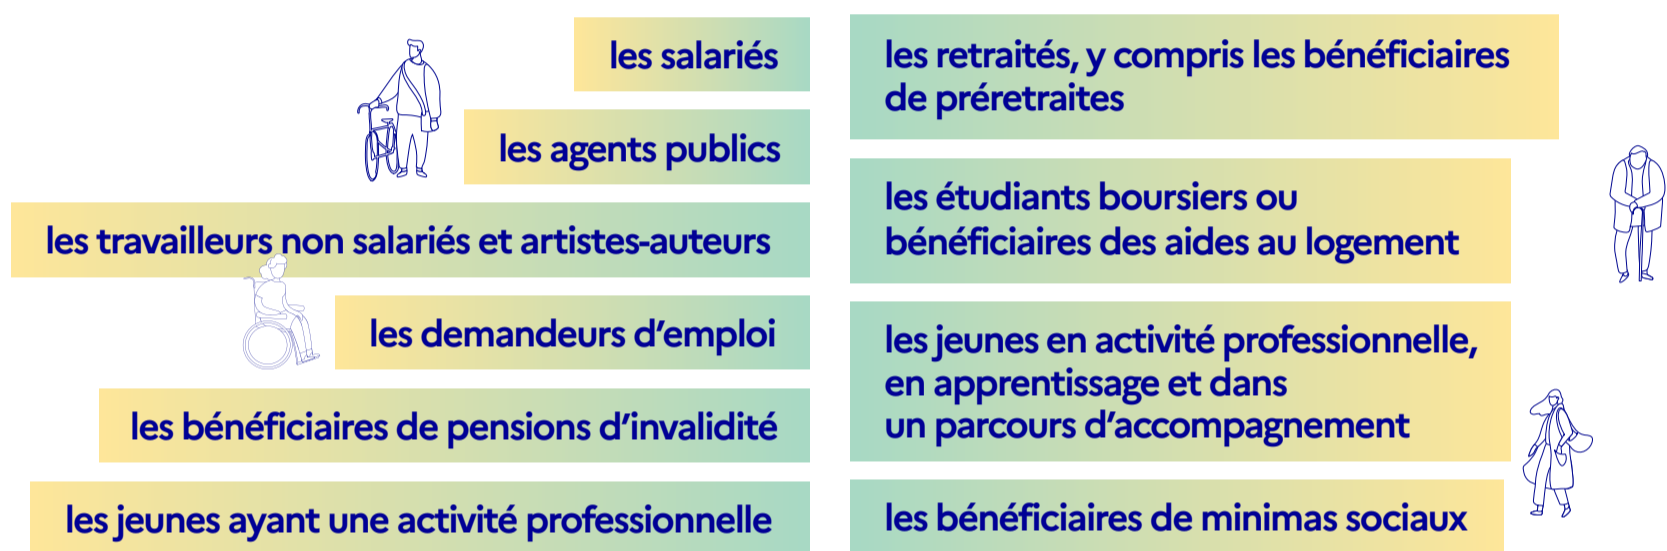 les salariés
les agents publics
les travailleurs non salariés et artistes-auteurs
les demandeurs d’emploi
les bénéficiaires de pensions d’invalidité
les jeunes ayant une activité professionnelle
les retraités, y compris les bénéficiaires
de préretraites
les étudiants boursiers ou
bénéficiaires des aides au logement
les jeunes en activité professionnelle,
en apprentissage et dans
un parcours d’accompagnement
les bénéficiaires de minimas sociaux